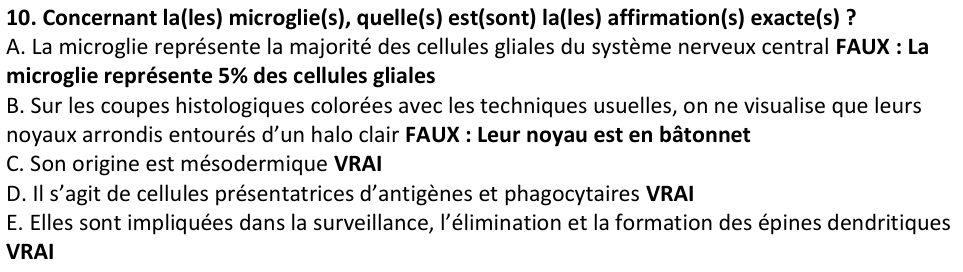 10. Concernant la(les) microglie(s), quelle(s) est(sont) la(les) affirmation(s) exacte(s) ?
A. La microglie représente la majorité des cellules gliales du système nerveux central FAUX : La
microglie représente 5% des cellules gliales
B. Sur les coupes histologiques colorées avec les techniques usuelles, on ne visualise que leurs
noyaux arrondis entourés d’un halo clair FAUX : Leur noyau est en bâtonnet
C. Son origine est mésodermique VRAI
D. Il s’agit de cellules présentatrices d’antigènes et phagocytaires VRAI
E. Elles sont impliquées dans la surveillance, l’élimination et la formation des épines dendritiques
VRAI